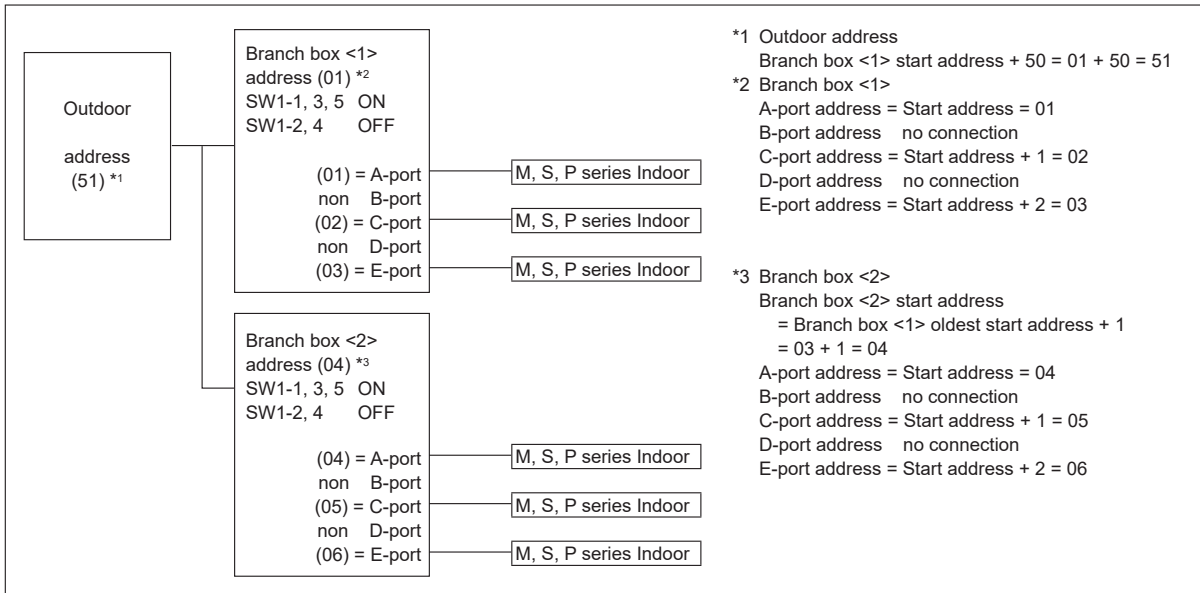 Outdoor
address
(51) *1
Branch box <1>
address (01) *2
SW1-1, 3, 5 ON
SW1-2, 4 OFF
(01) = A-port
non B-port
(02) = C-port
non D-port
(03) = E-port
M, S, P series Indoor
M, S, P series Indoor
M, S, P series Indoor
Branch box <2>
address (04) *3
SW1-1, 3, 5 ON
SW1-2, 4 OFF
(04) = A-port
non B-port
(05) = C-port
non D-port
(06) = E-port
M, S, P series Indoor
M, S, P series Indoor
M, S, P series Indoor
*1 Outdoor address
Branch box <1> start address + 50 = 01 + 50 = 51
*2 Branch box <1>
A-port address = Start address = 01
B-port address no connection
C-port address = Start address + 1 = 02
D-port address no connection
E-port address = Start address + 2 = 03
*3 Branch box <2>
Branch box <2> start address
= Branch box <1> oldest start address + 1
= 03 + 1 = 04
A-port address = Start address = 04
B-port address no connection
C-port address = Start address + 1 = 05
D-port address no connection
E-port address = Start address + 2 = 06